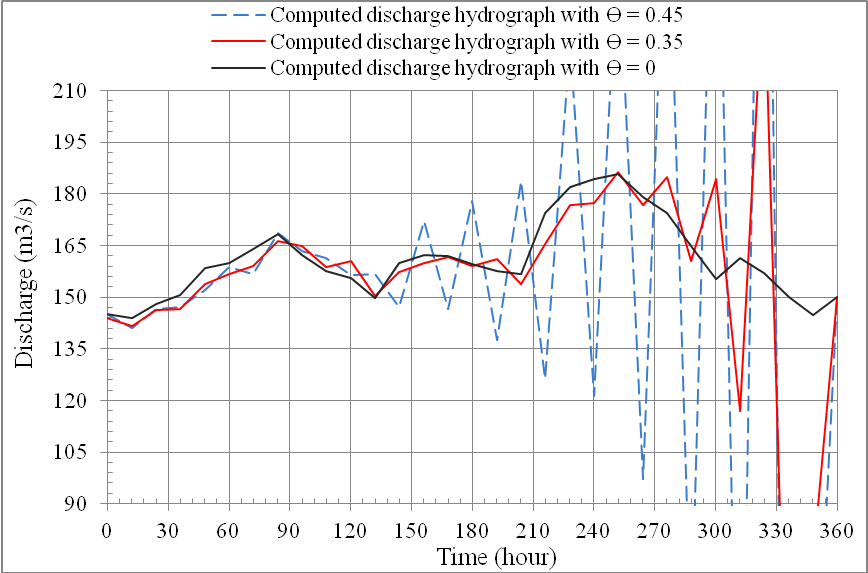 Computed discharge hydrograph with Ɵ = 0.45
Computed discharge hydrograph with Ɵ = 0.35
Computed discharge hydrograph with Ɵ = 0
210
195
180
165
150
135
120
105
90
Discharge (m3/s)
0 30 60 90 120 150 180 210 240 270 300 330 360
Time (hour)